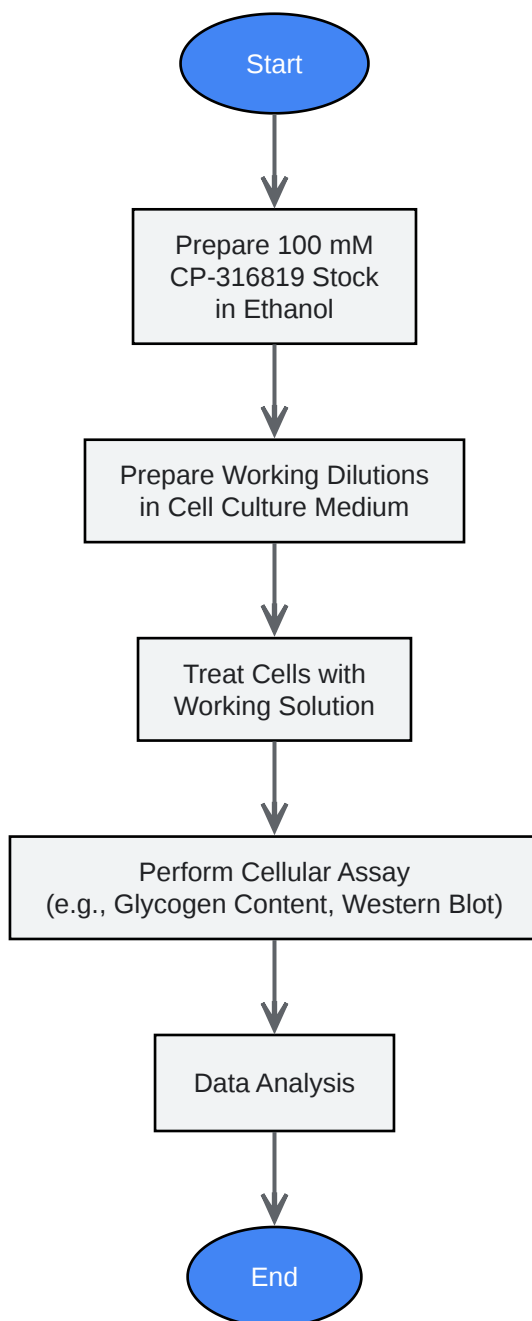 Start
Prepare 100 mM
CP-316819 Stock
in Ethanol
Prepare Working Dilutions
in Cell Culture Medium
Treat Cells with
Working Solution
Perform Cellular Assay
(e.g., Glycogen Content, Western Blot)
Data Analysis
End